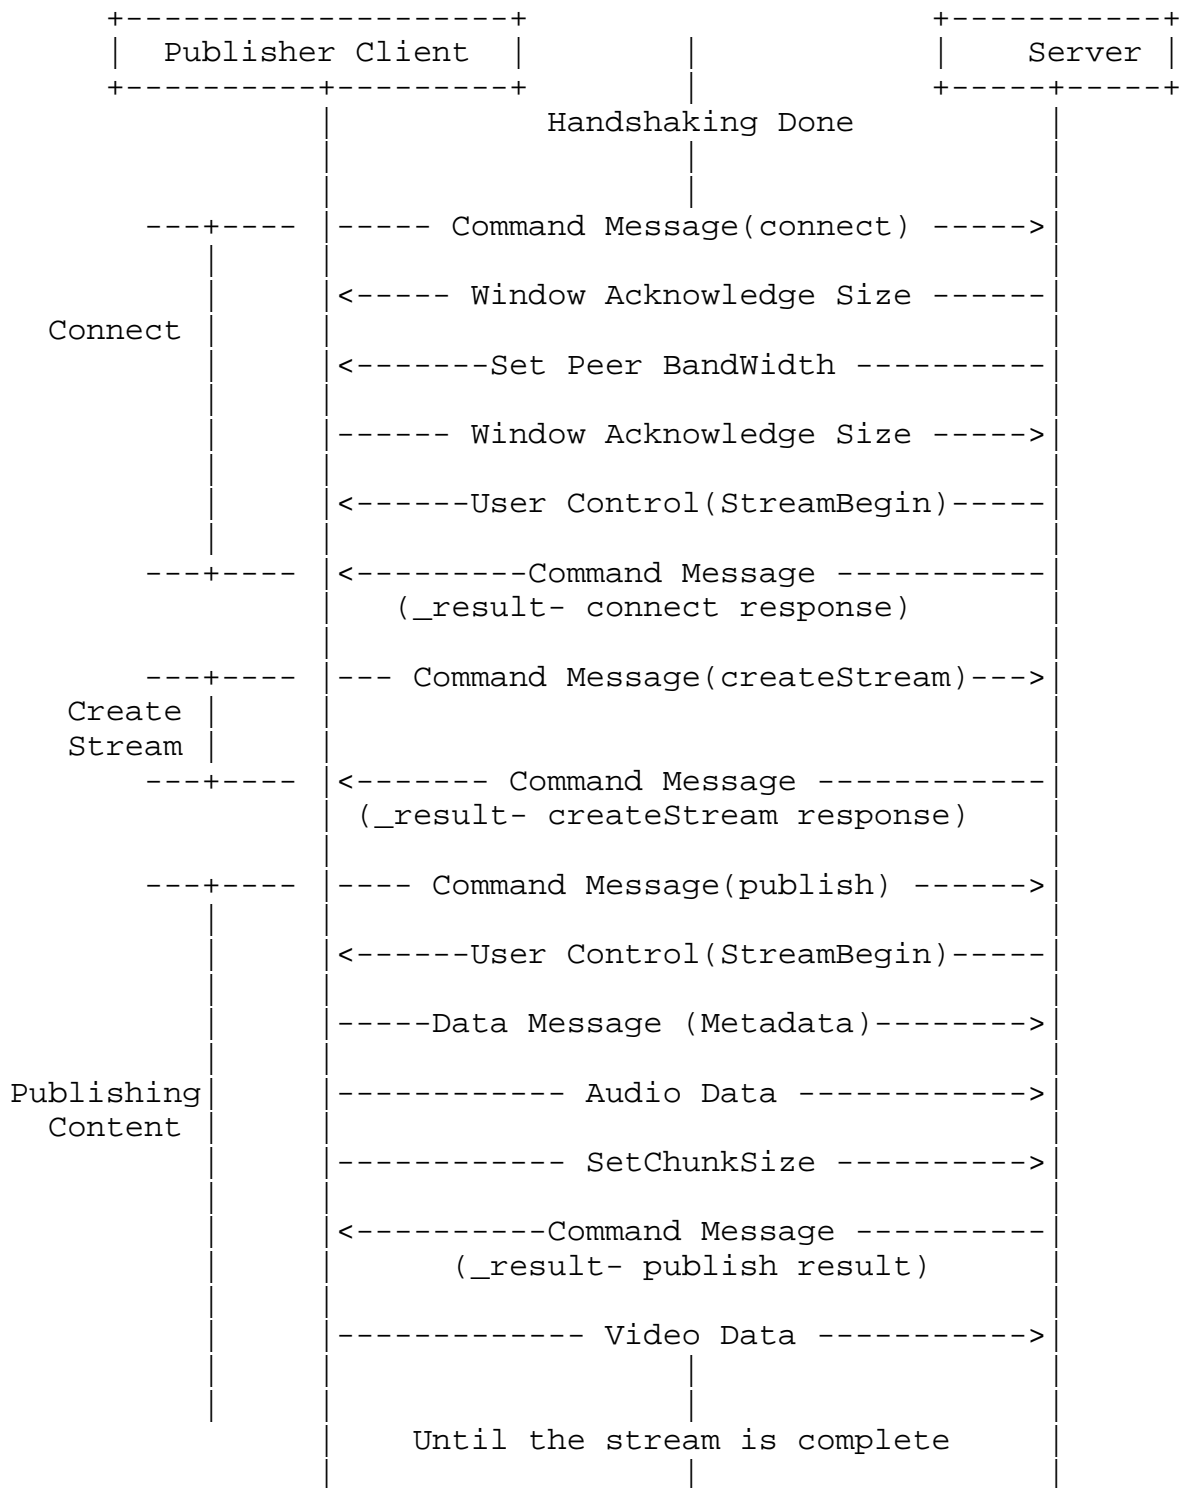 Publisher Client | | Server
Handshaking Done
---+---- |----- Command Message(connect) ----->|
|<----- Window Acknowledge Size ------|
Connect
|<-------Set Peer BandWidth ----------|
|------ Window Acknowledge Size ----->|
|<------User Control(StreamBegin)-----|
---+---- |<---------Command Message -----------|
(_result- connect response)
---+---- |--- Command Message(createStream)--->|
Create
Stream
---+---- |<------- Command Message ------------|
(_result- createStream response)
---+---- |---- Command Message(publish) ------>|
|<------User Control(StreamBegin)-----|
|-----Data Message (Metadata)-------->|
Publishing| |------------ Audio Data ------------>|
Content
|------------ SetChunkSize ---------->|
|<----------Command Message ----------|
(_result- publish result)
|------------- Video Data ----------->|
Until the stream is complete